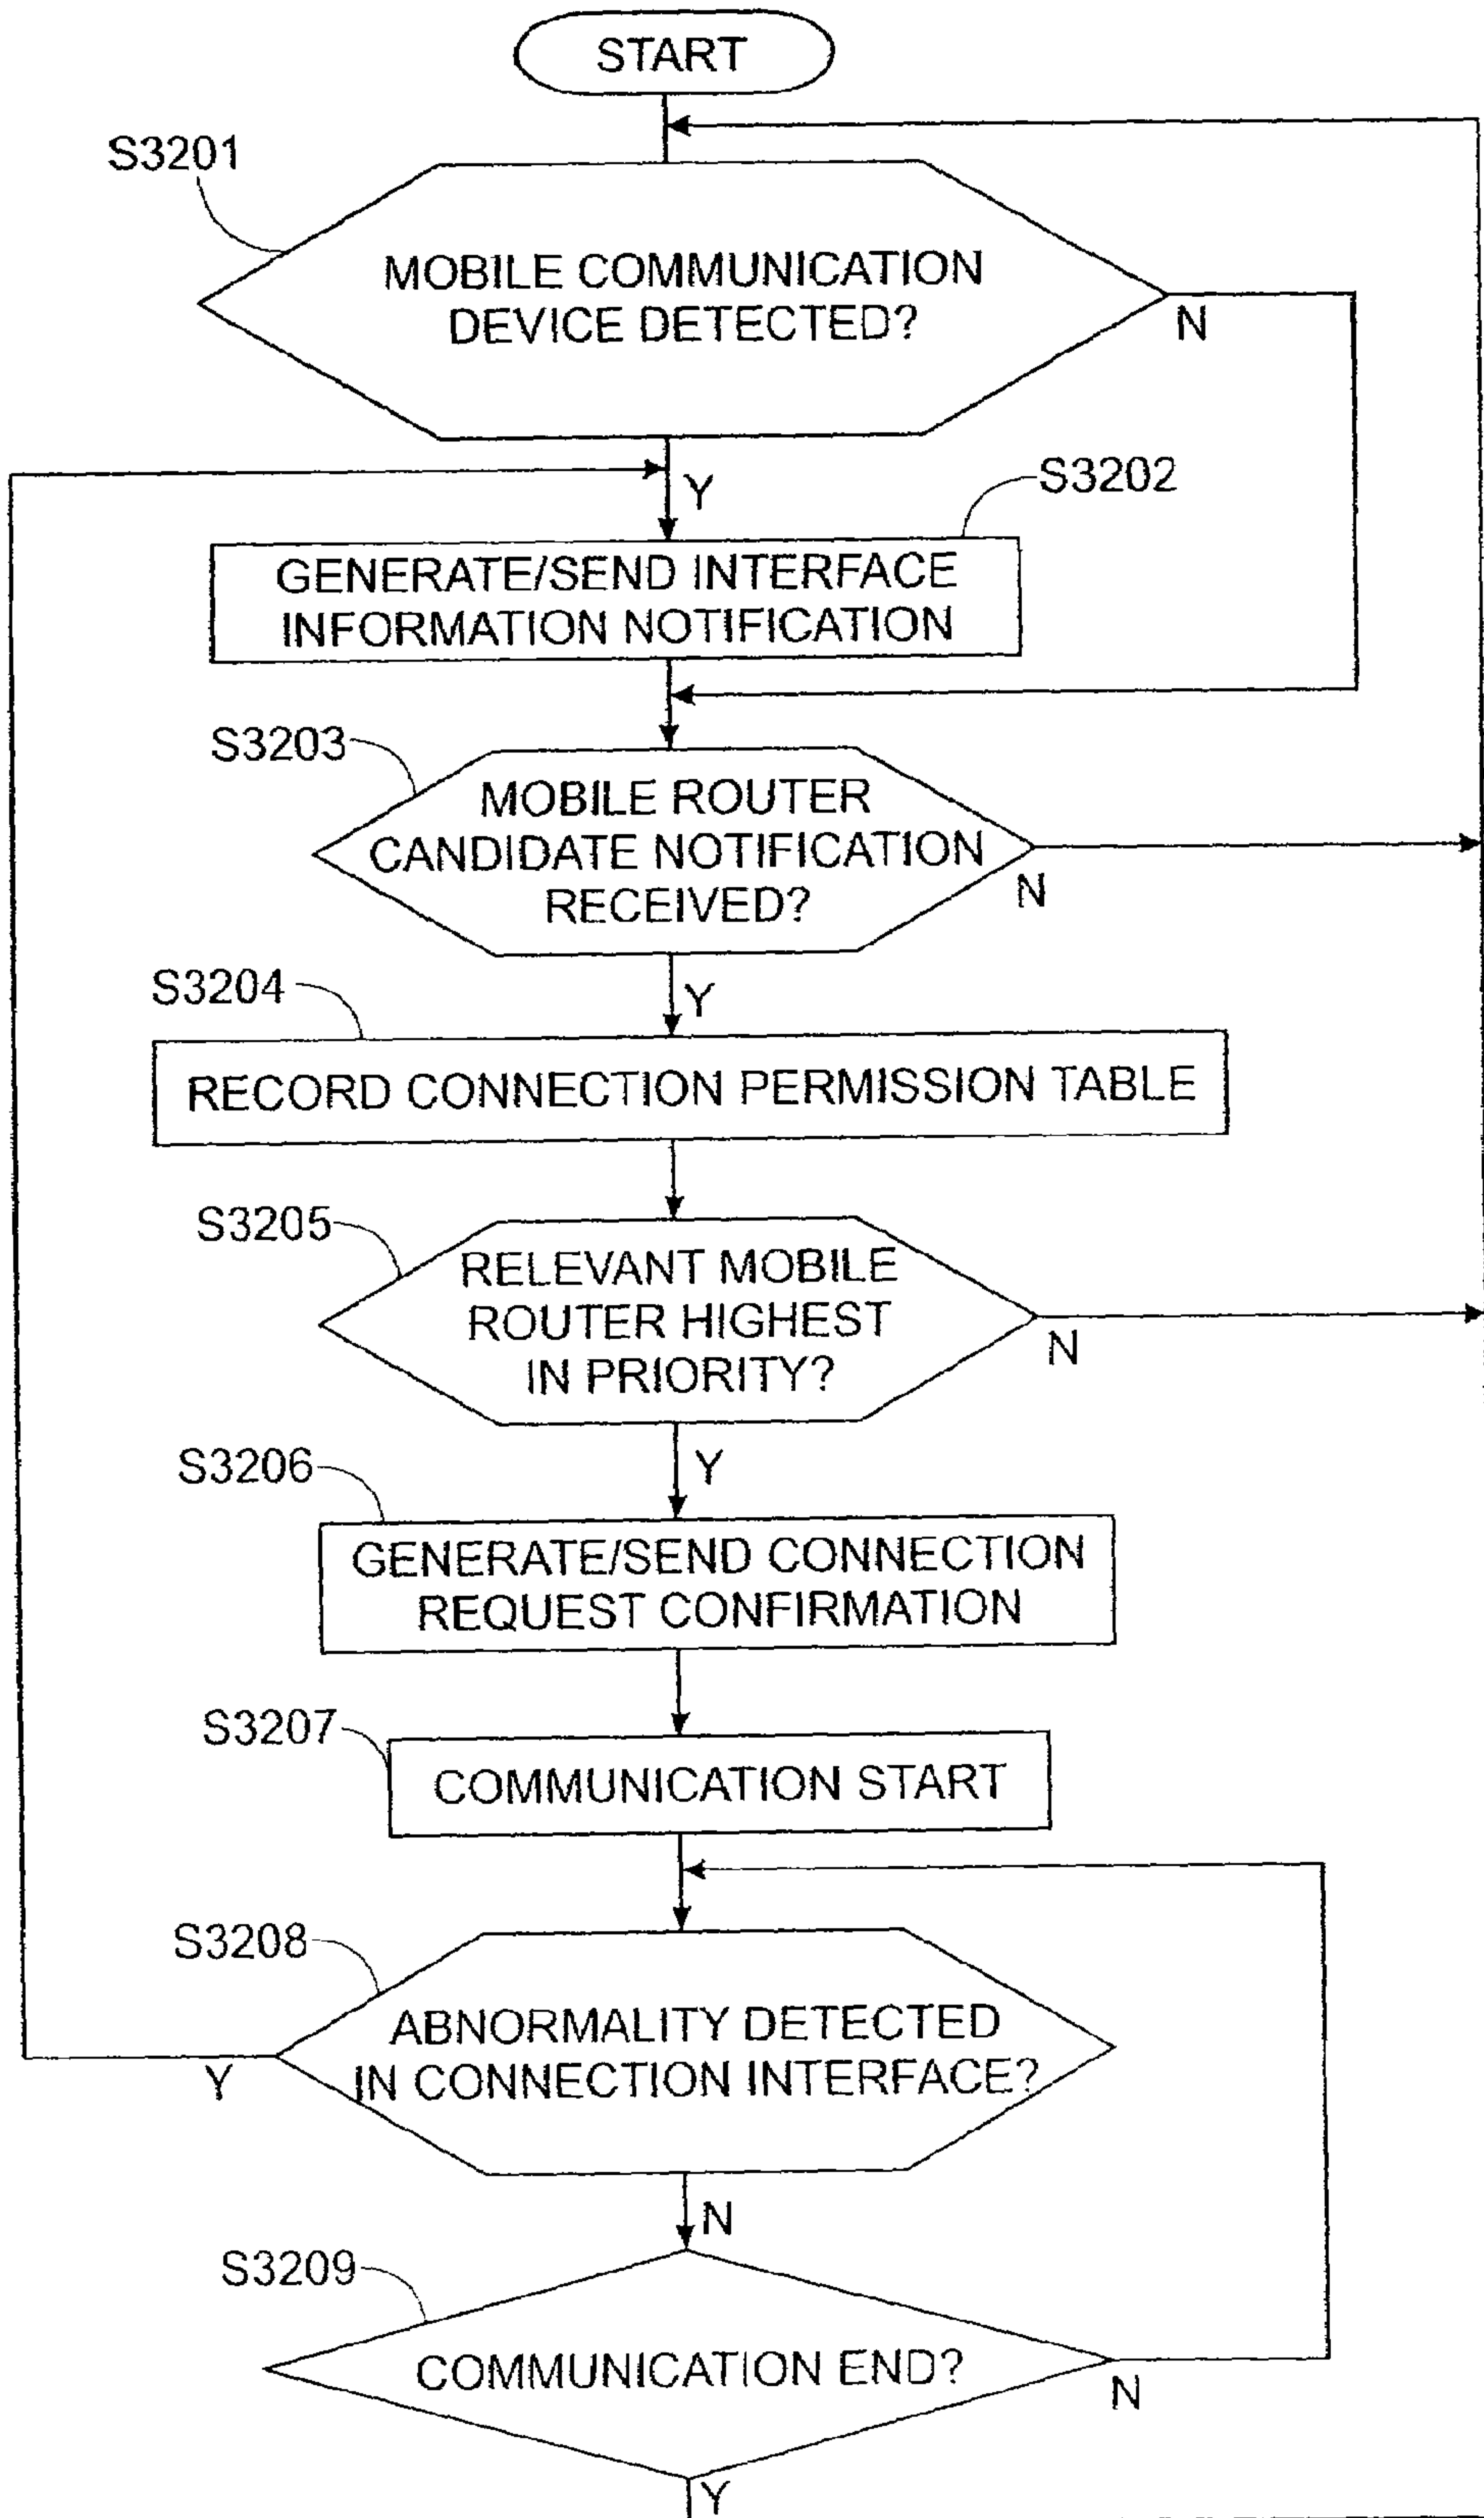 START
S3201
MOBILE COMMUNICATION
DEVICE DETECTED?
N
Y
S3202
GENERATE/SEND INTERFACE
INFORMATION NOTIFICATION
S3203
MOBILE ROUTER
CANDIDATE NOTIFICATION
RECEIVED?
N
S3204
Y
RECORD CONNECTION PERMISSION TABLE
S3205
RELEVANT MOBILE
ROUTER HIGHEST
IN PRIORITY?
N
S3206
Y
GENERATE/SEND CONNECTION
REQUEST CONFIRMATION
S3207
COMMUNICATION START
S3208
ABNORMALITY DETECTED
IN CONNECTION INTERFACE?
Y
N
S3209
COMMUNICATION END?
N
Y